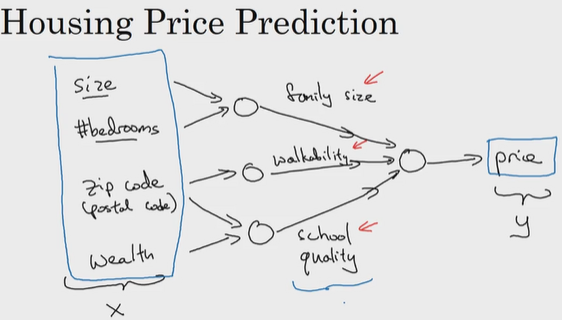 Housing Price Prediction
size
family size
#bedrooms
walkability
price
zip code
(postal code)
y
school
quality
wealth
x